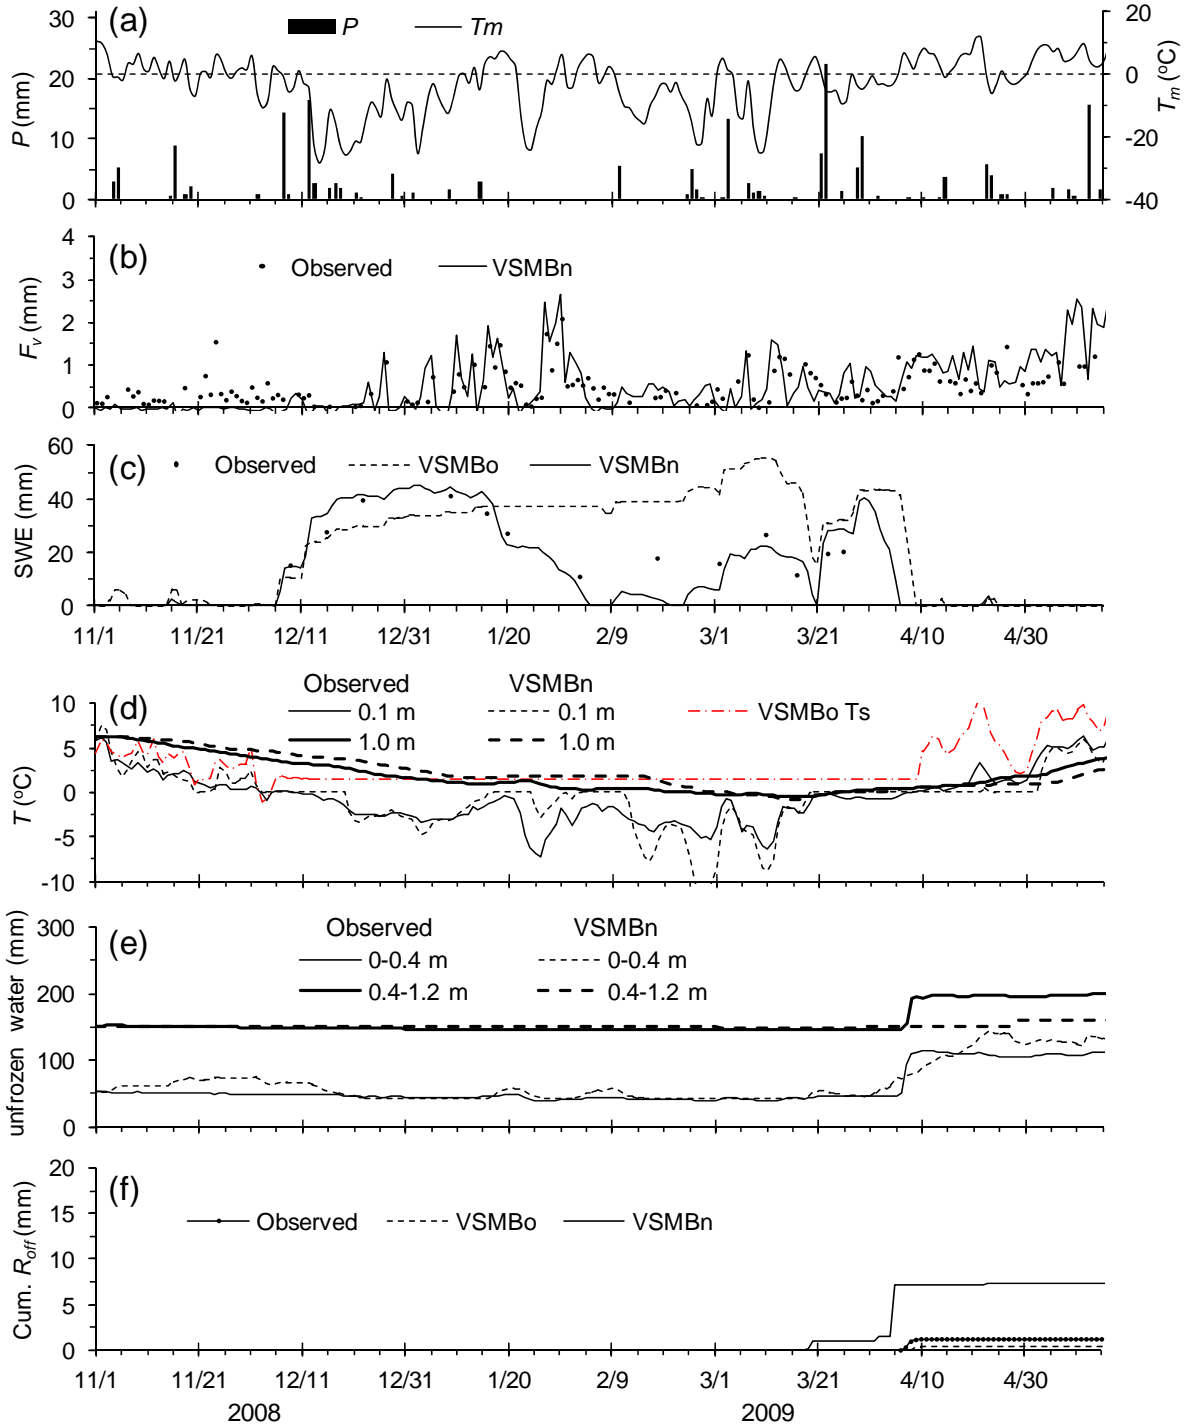 (a)
P
Tm
30
20
10
0
P (mm)
20
0
-20
-40
Tm (°C)
(b)
Observed
VSMBn
4
3
2
1
0
Fv (mm)
(c)
Observed
VSMBo
VSMBn
60
40
20
0
SWE (mm)
11/1 11/21 12/11 12/31 1/20 2/9 3/1 3/21 4/10 4/30
Observed VSMBn
(d)
0.1 m 0.1 m VSMBo Ts
1.0 m 1.0 m
10
5
0
-5
-10
T (°C)
Observed VSMBn
(e)
0-0.4 m 0-0.4 m
0.4-1.2 m 0.4-1.2 m
300
200
100
0
unfrozen water (mm)
(f)
Observed VSMBo VSMBn
20
15
10
5
0
Cum. Roff (mm)
11/1 11/21 12/11 12/31 1/20 2/9 3/1 3/21 4/10 4/30
2008 2009